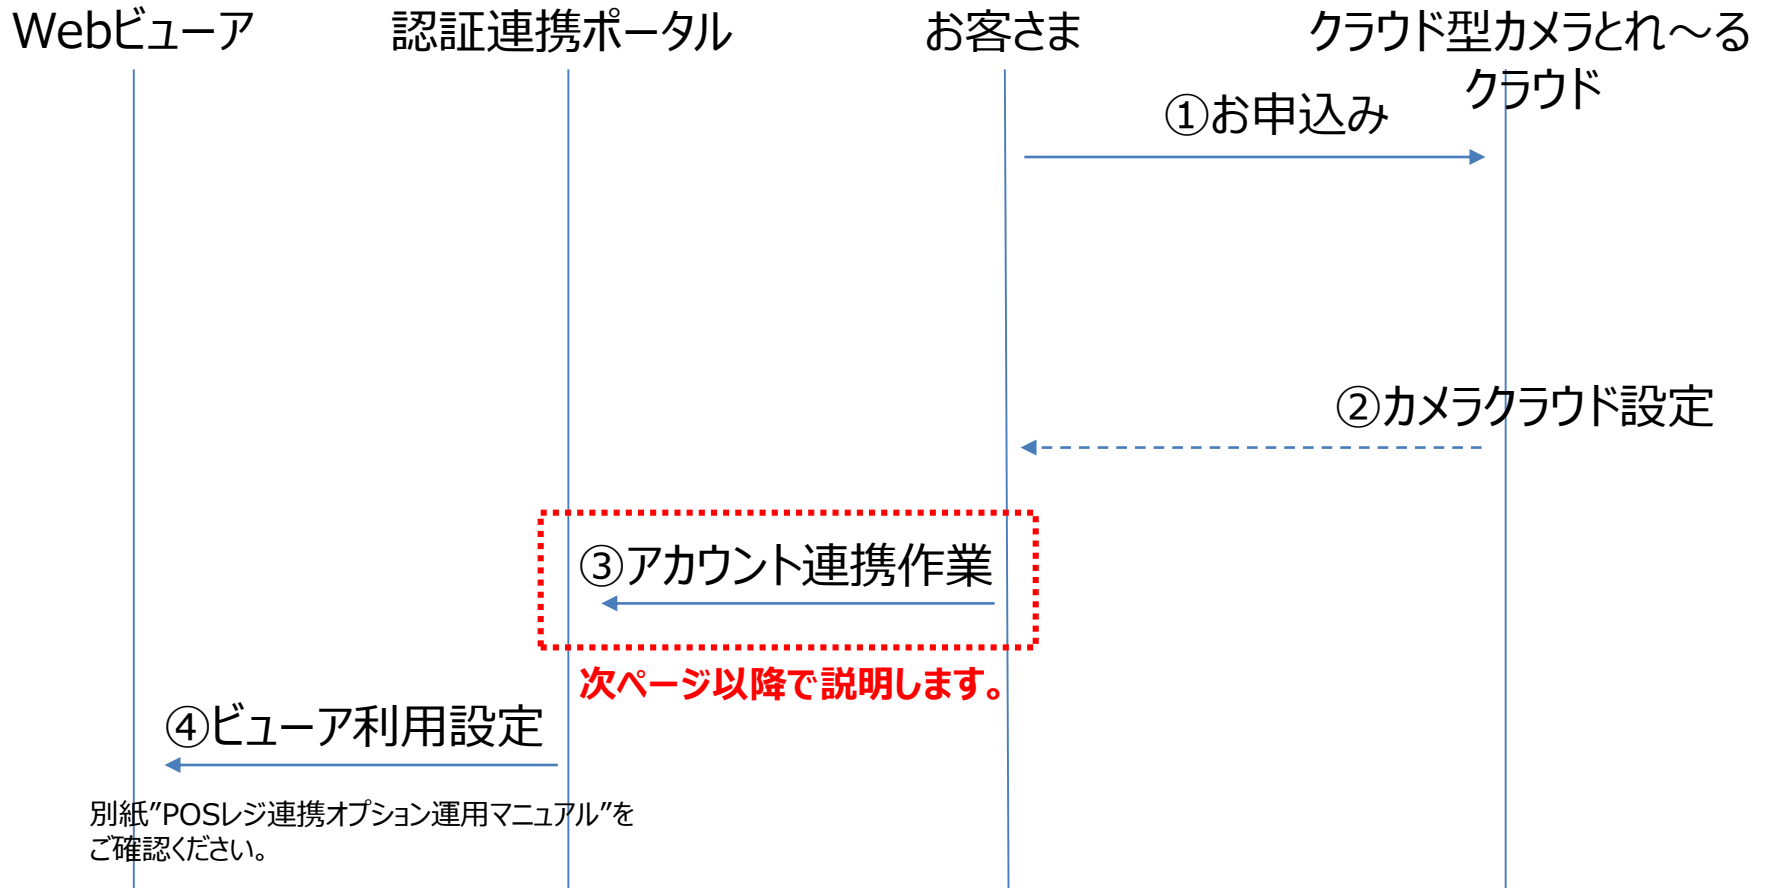 Webビューア
認証連携ポータル
お客さま
クラウド型カメラとれ～る
クラウド
①お申込み
②カメラクラウド設定
③アカウント連携作業
次ページ以降で説明します。
④ビューア利用設定
別紙”POSレジ連携オプション運用マニュアル”を
ご確認ください。